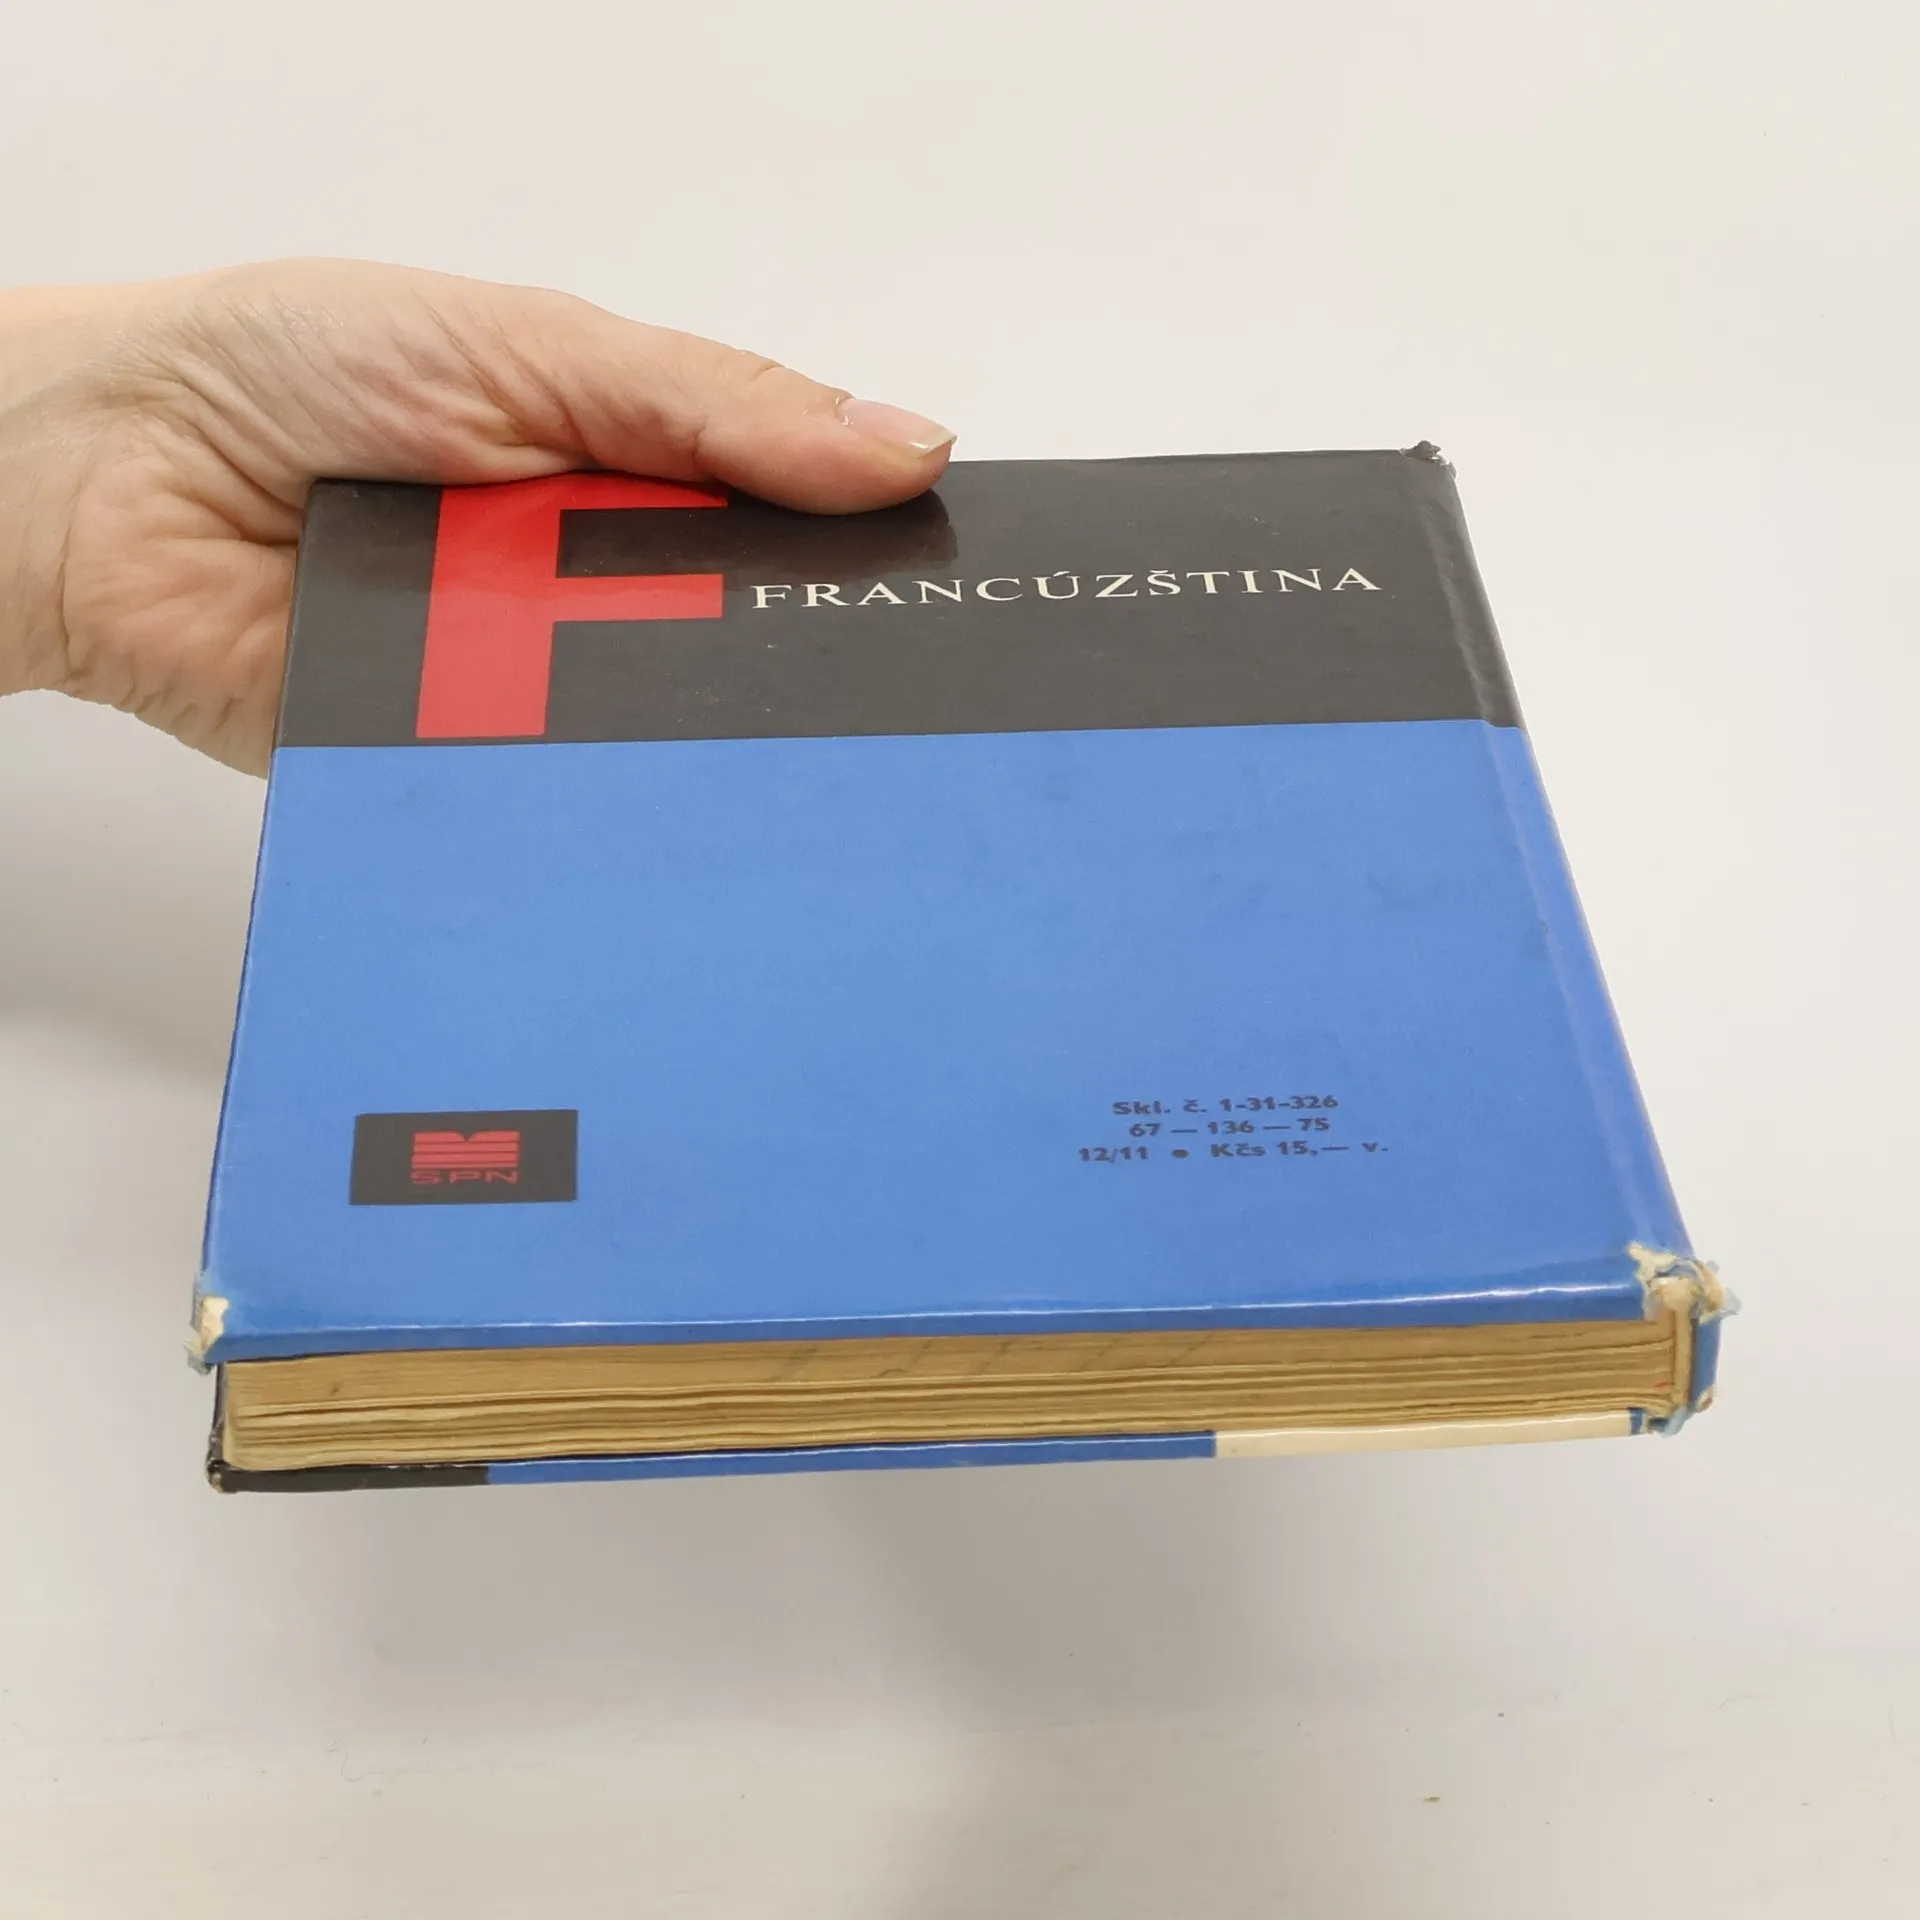 F
FRANCÚZŠTINA
Skl. č. 1-31-326
67 — 136 — 75
12/11 • Kčs 15,— v.
SPN